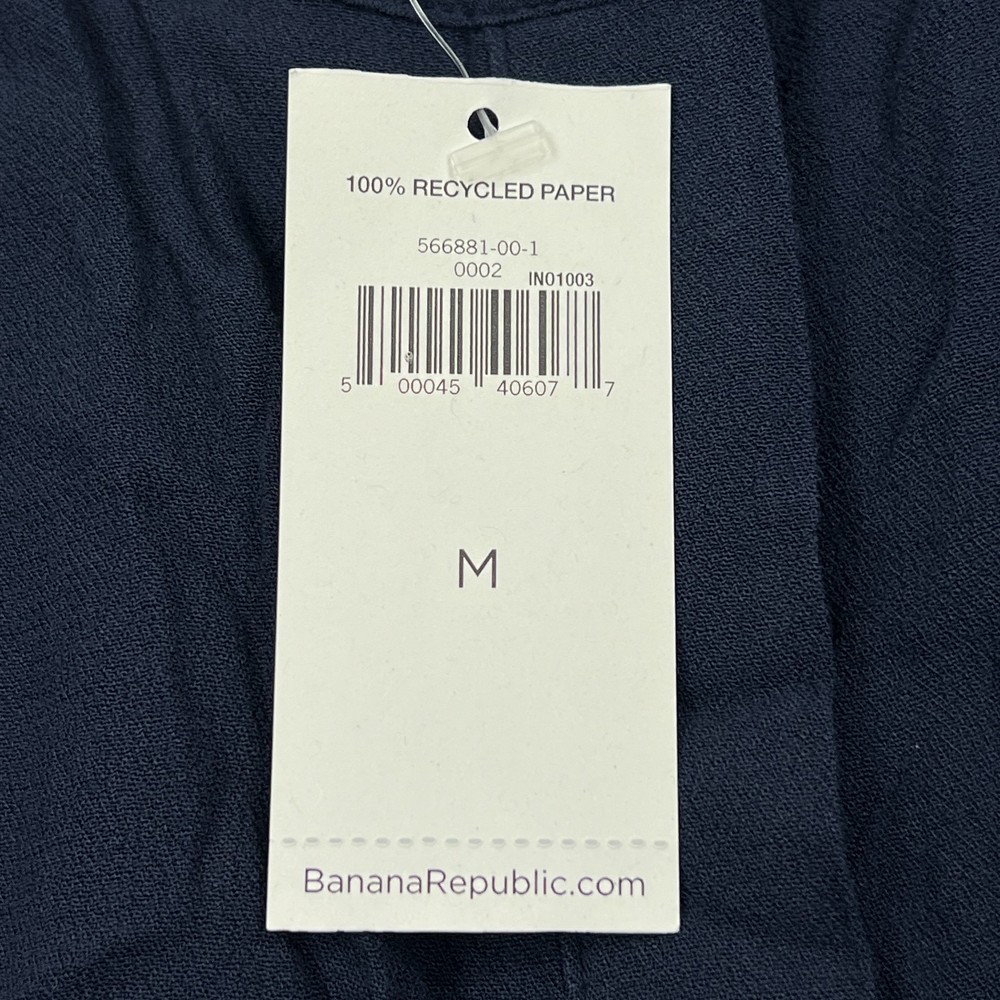 100% RECYCLED PAPER
566881-00-1
0002 IN01003
5 00045 40607 7
M
BananaRepublic.com